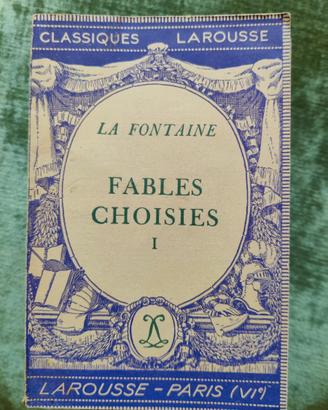 CLASSIQUES LAROUSSE
LA FONTAINE
FABLES
CHOISIES
I
LAROUSSE - PARIS (VIe)